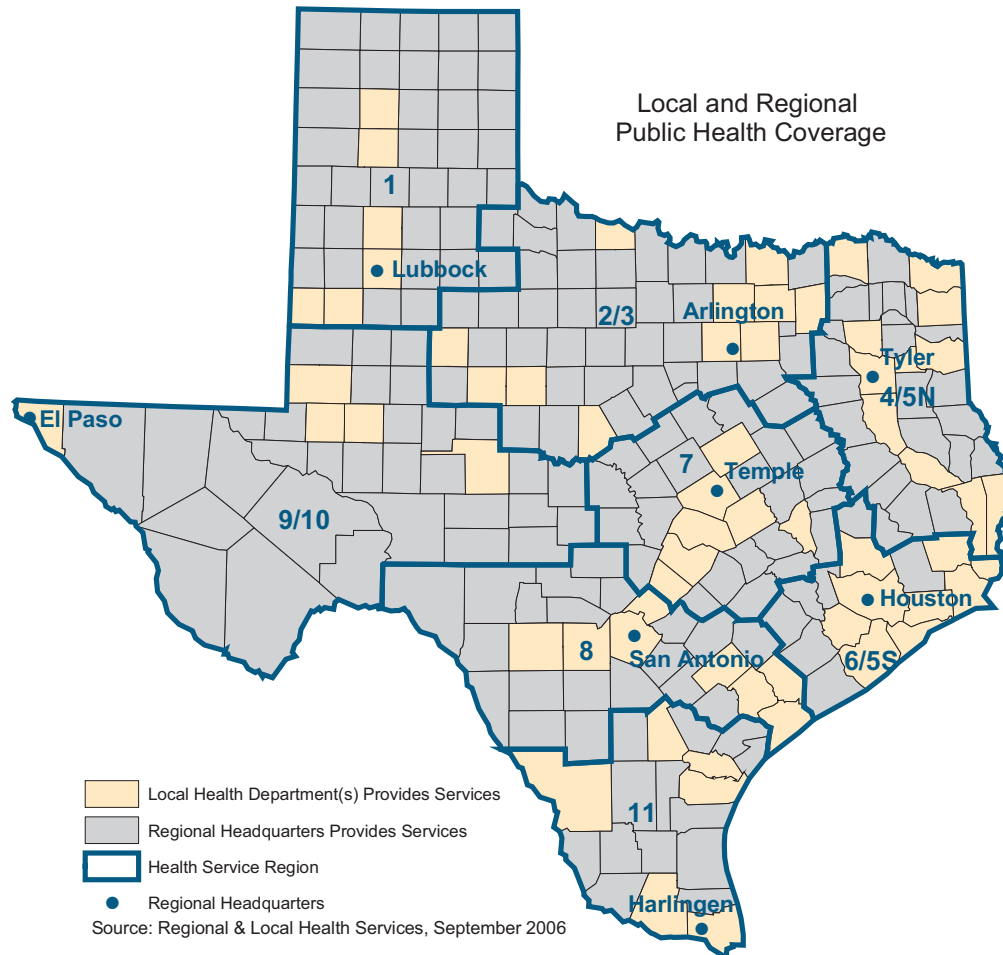 Local and Regional
Public Health Coverage
1
Lubbock
2/3
Arlington
Tyler
4/5N
El Paso
7
Temple
9/10
Houston
8
San Antonio
6/5S
11
Harlingen
Local Health Department(s) Provides Services
Regional Headquarters Provides Services
Health Service Region
Regional Headquarters
Source: Regional & Local Health Services, September 2006